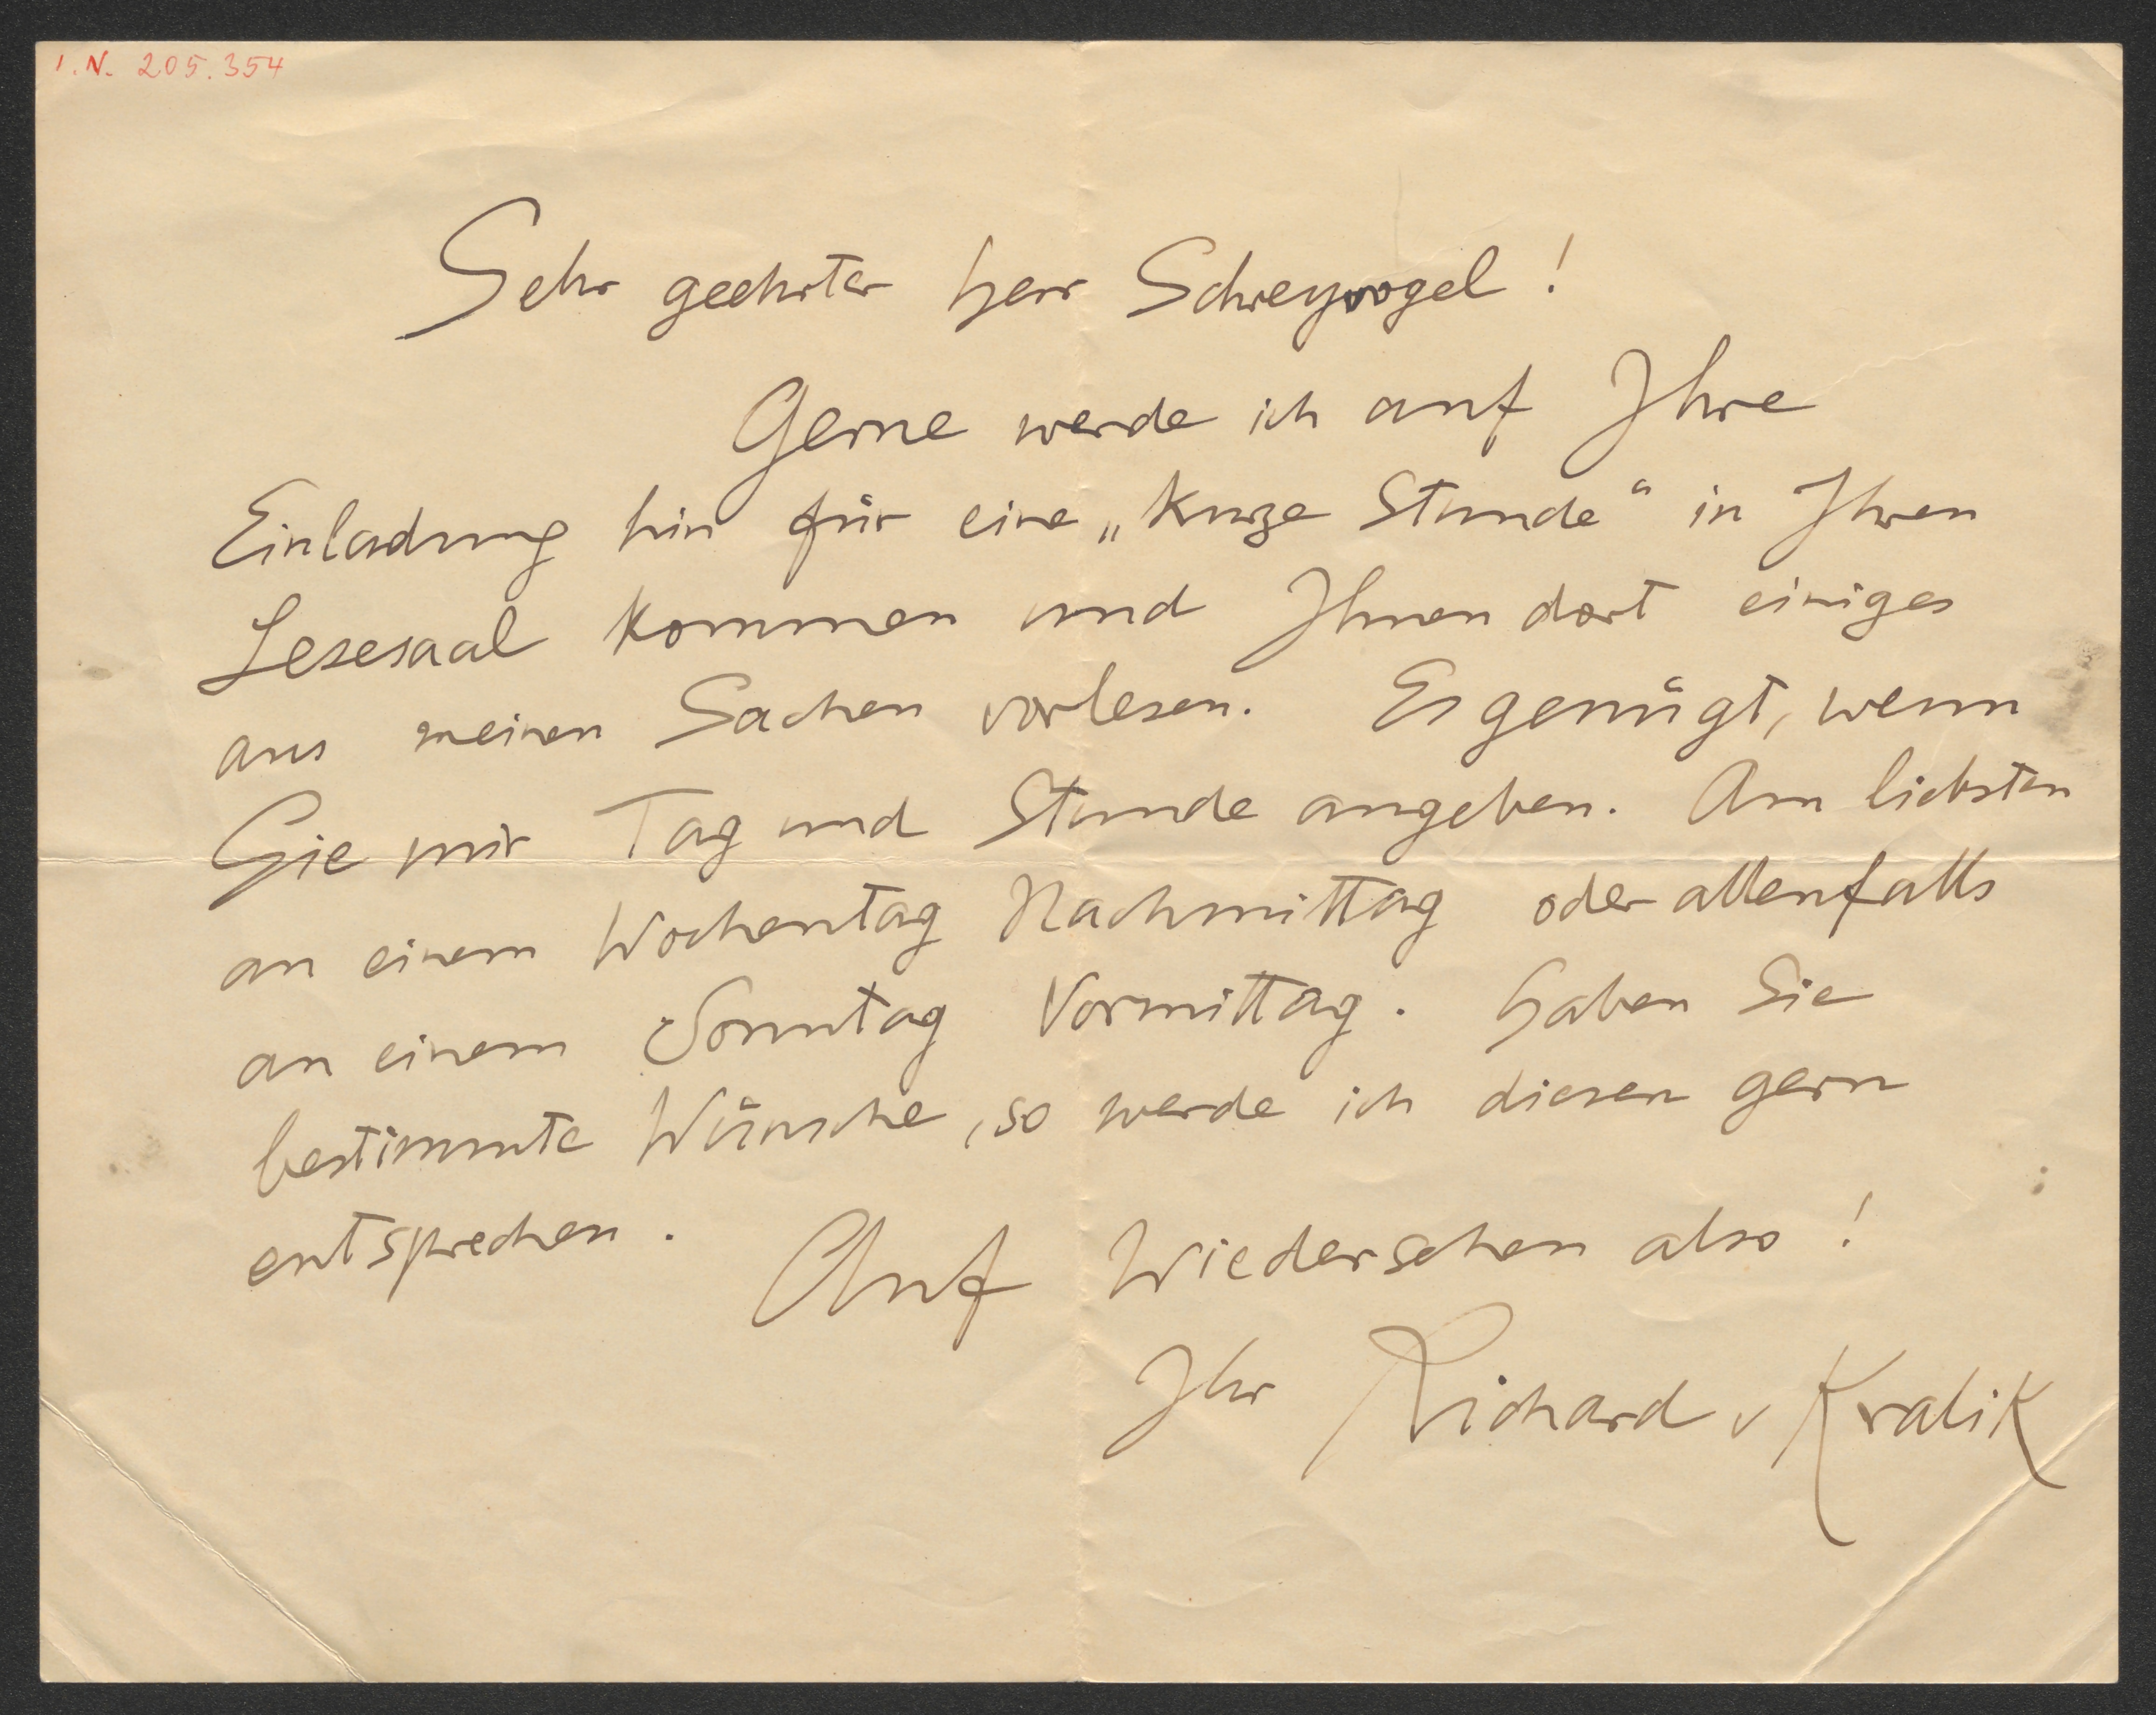 I.N. 205.354
Sehr geehrter Herr Schreyvogel!
Gerne werde ich auf Ihre
Einladung hin für eine „kurze Stunde“ in Ihren
Lesesaal kommen und Ihnen dort einiges
aus meinen Sachen vorlesen. Es genügt, wenn
Sie mir Tag und Stunde angeben. Am liebsten
an einem Wochentag Nachmittag oder allenfalls
an einem Sonntag Vormittag. Haben Sie
bestimmte Wünsche, so werde ich diesen gern
entsprechen. Auf Wiedersehen also!
Ihr Richard v Kralik